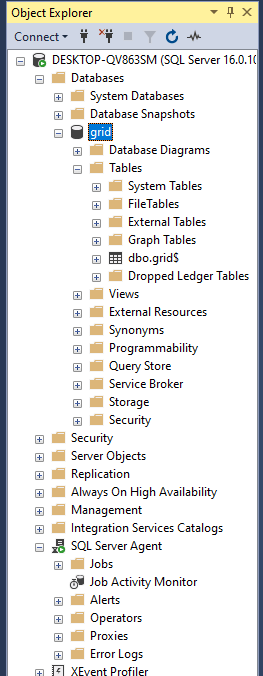 Object Explorer
Connect
DESKTOP-QV863SM (SQL Server 16.0.10
Databases
System Databases
Database Snapshots
grid
Database Diagrams
Tables
System Tables
FileTables
External Tables
Graph Tables
dbo.grid$
Dropped Ledger Tables
Views
External Resources
Synonyms
Programmability
Query Store
Service Broker
Storage
Security
Security
Server Objects
Replication
Always On High Availability
Management
Integration Services Catalogs
SQL Server Agent
Jobs
Job Activity Monitor
Alerts
Operators
Proxies
Error Logs
XEvent Profiler